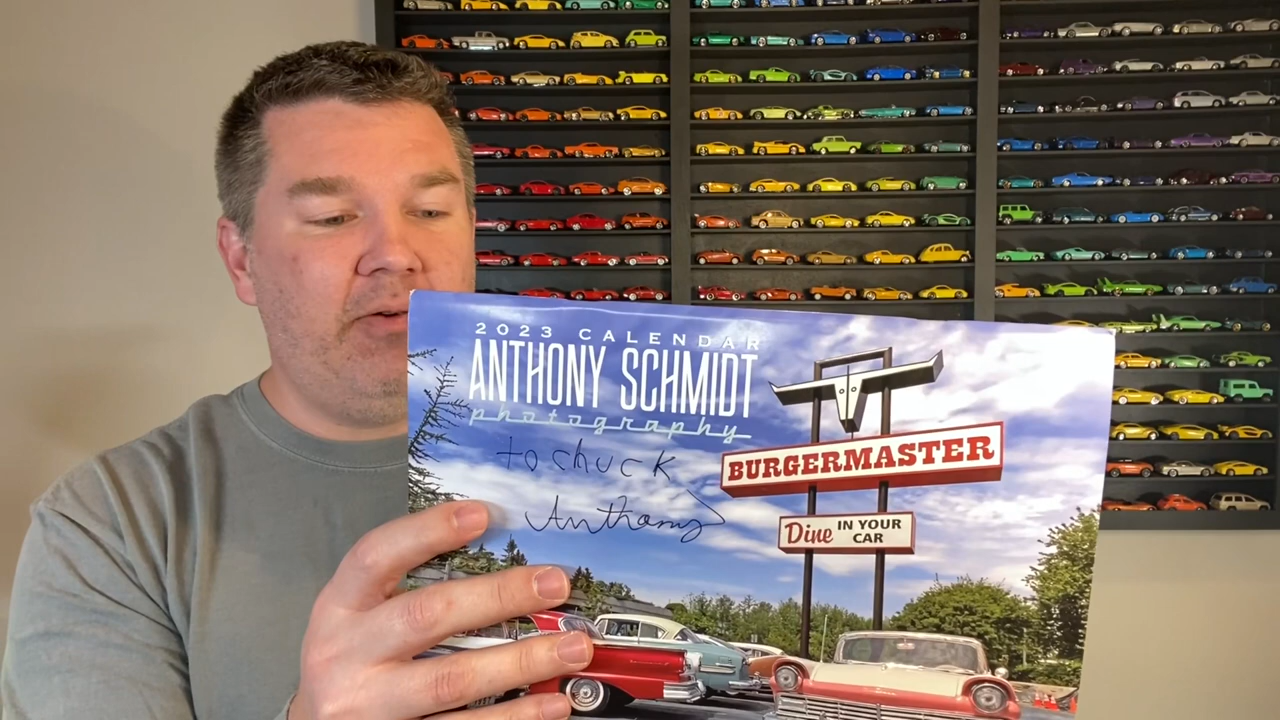 2023 CALENDAR
ANTHONY SCHMIDT
photography
to chuck
Anthony
BURGERMASTER
Dine IN YOUR
CAR